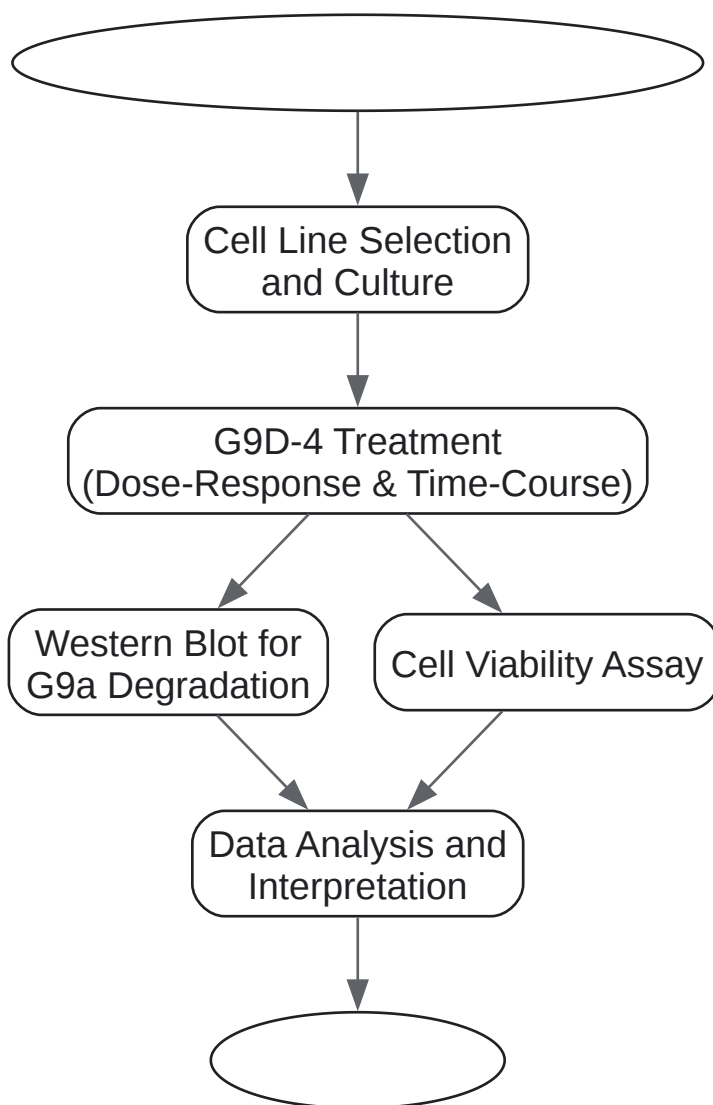 Cell Line Selection
and Culture
G9D-4 Treatment
(Dose-Response & Time-Course)
Western Blot for
G9a Degradation
Cell Viability Assay
Data Analysis and
Interpretation